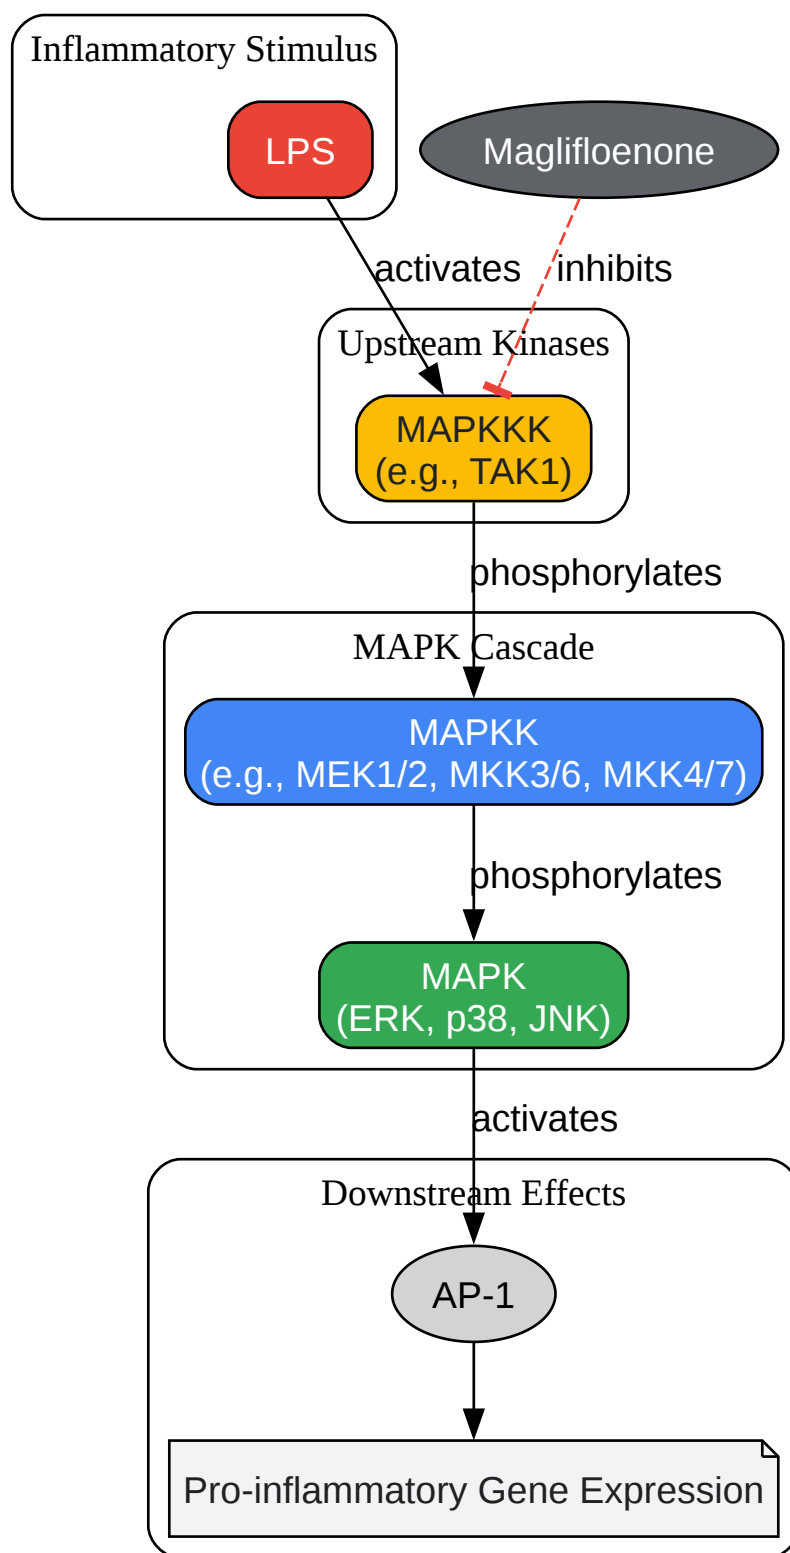 Inflammatory Stimulus
LPS
Maglifloenone
activates
inhibits
Upstream Kinases
MAPKKK
(e.g., TAK1)
phosphorylates
MAPK Cascade
MAPKK
(e.g., MEK1/2, MKK3/6, MKK4/7)
phosphorylates
MAPK
(ERK, p38, JNK)
activates
Downstream Effects
AP-1
Pro-inflammatory Gene Expression